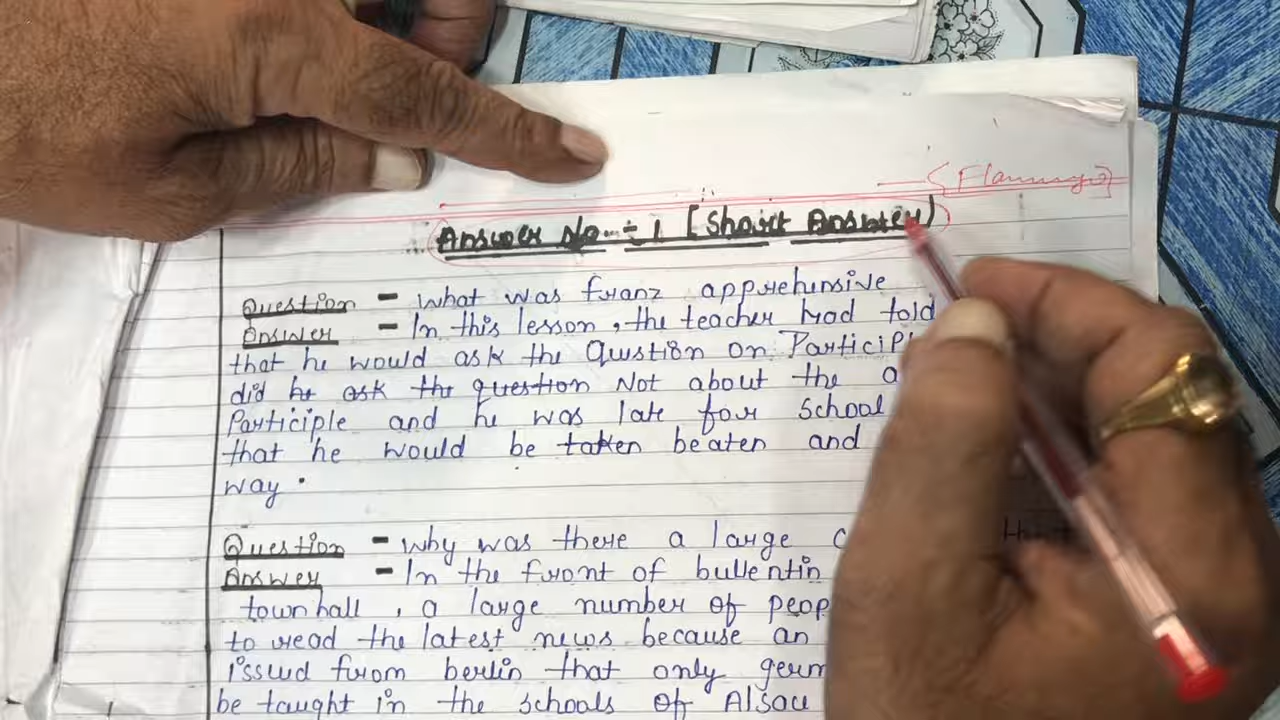 {Flamingo}
Answer No :- 1 [Short Answer)
Question - What was franz apprehensive
Answer - In this lesson, the teacher had told
that he would ask the Qustion on Particip
did he ask the question Not about the a
Participle and he was late for school
that he would be taken beaten and
way.
Question - Why was there a large c
Answer - In the front of bullentin
townhall, a large number of peop
to read the latest news because an
issued from berlin that only germ
be taught in the schools of Alsac